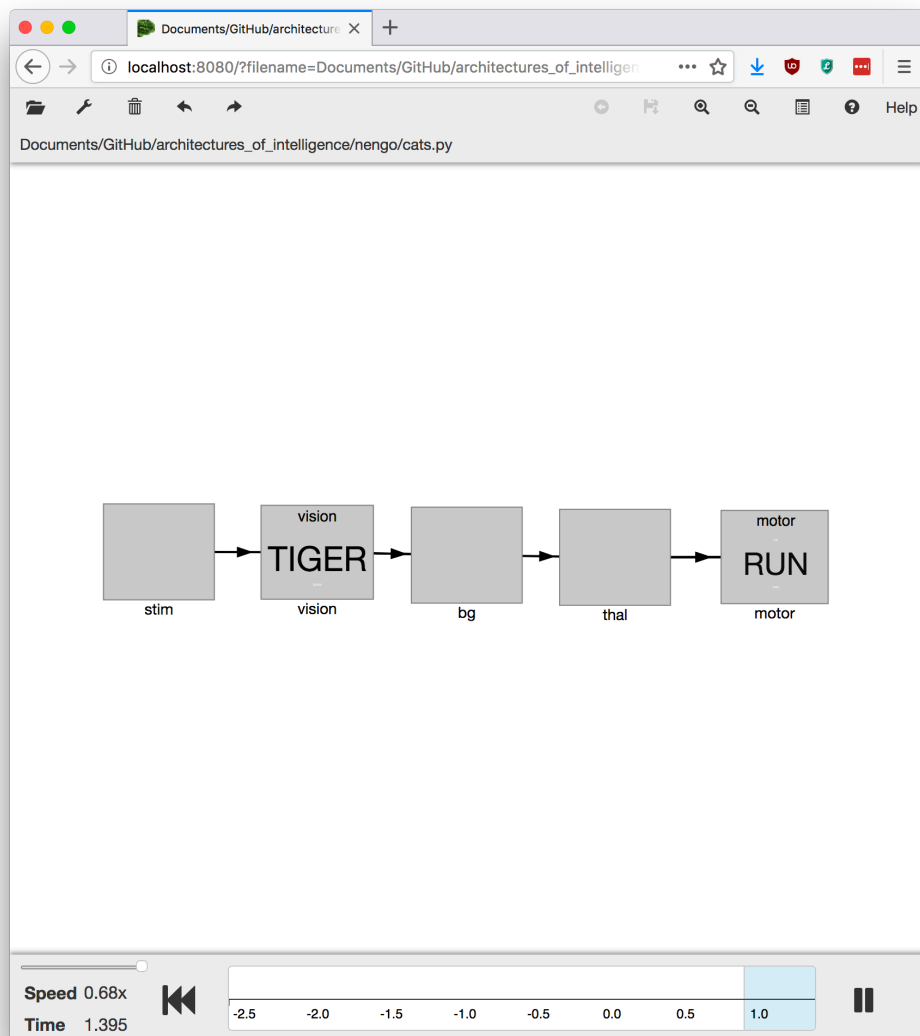 Documents/GitHub/architecture
localhost:8080/?filename=Documents/GitHub/architectures_of_intelligen
Help
Documents/GitHub/architectures_of_intelligence/nengo/cats.py
vision
motor
TIGER
RUN
stim
vision
bg
thal
motor
Speed 0.68x
-2.5 -2.0 -1.5 -1.0 -0.5 0.0 0.5 1.0
Time 1.395